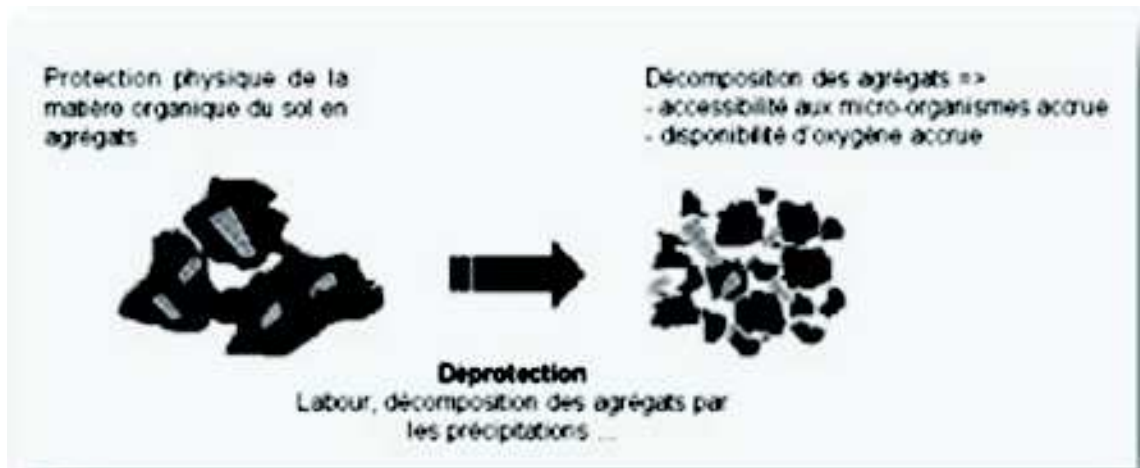 Protection physique de la
matière organique du sol en
agrégats
Décomposition des agrégats =>
- accessibilité aux micro-organismes accrue
- disponibilité d'oxygène accrue
Deprotection
Labour, décomposition des agrégats par
les précipitations ...